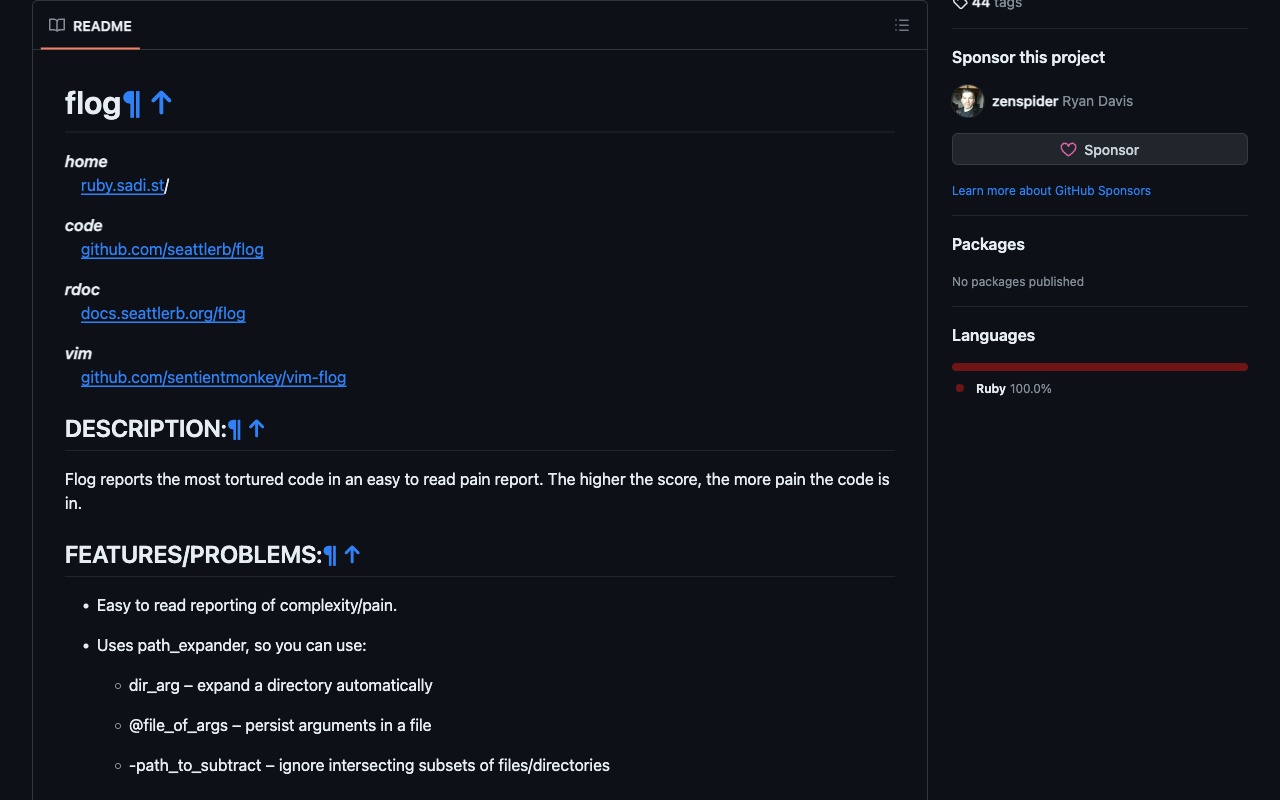 README
flog¶ ↑
home
ruby.sadi.st/
code
github.com/seattlerb/flog
rdoc
docs.seattlerb.org/flog
vim
github.com/sentientmonkey/vim-flog
DESCRIPTION:¶ ↑
Flog reports the most tortured code in an easy to read pain report. The higher the score, the more pain the code is
in.
FEATURES/PROBLEMS:¶ ↑
• Easy to read reporting of complexity/pain.
• Uses path_expander, so you can use:
◦ dir_arg – expand a directory automatically
◦ @file_of_args – persist arguments in a file
◦ -path_to_subtract – ignore intersecting subsets of files/directories
44 tags
Sponsor this project
zenspider Ryan Davis
Sponsor
Learn more about GitHub Sponsors
Packages
No packages published
Languages
Ruby 100.0%